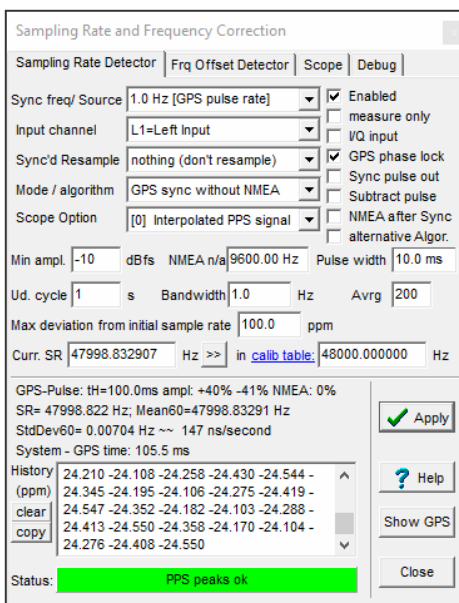 Sampling Rate and Frequency Correction
Sampling Rate Detector Frq Offset Detector Scope Debug
Sync freq/ Source 1.0 Hz [GPS pulse rate] Enabled
measure only
Input channel L1=Left Input I/Q input
Sync'd Resample nothing (don't resample) GPS phase lock
Sync pulse out
Mode / algorithm GPS sync without NMEA Subtract pulse
Scope Option [0] Interpolated PPS signal NMEA after Sync
alternative Algor.
Min ampl. -10 dBfs NMEA n/a 9600.00 Hz Pulse width 10.0 ms
Ud. cycle 1 s Bandwidth 1.0 Hz Avrg 200
Max deviation from initial sample rate 100.0 ppm
Curr. SR 47998.832907 Hz >> in calib table: 48000.000000 Hz
GPS-Pulse: tH=100.0ms ampl: +40% -41% NMEA: 0%
SR= 47998.822 Hz; Mean60=47998.83291 Hz
StdDev60= 0.00704 Hz ~~ 147 ns/second
System - GPS time: 105.5 ms
History
(ppm)
clear
copy
24.210 -24.108 -24.258 -24.430 -24.544 -
24.345 -24.195 -24.106 -24.275 -24.419 -
24.547 -24.352 -24.182 -24.103 -24.288 -
24.413 -24.550 -24.358 -24.170 -24.104 -
24.276 -24.408 -24.550
Apply
? Help
Show GPS
Close
Status: PPS peaks ok